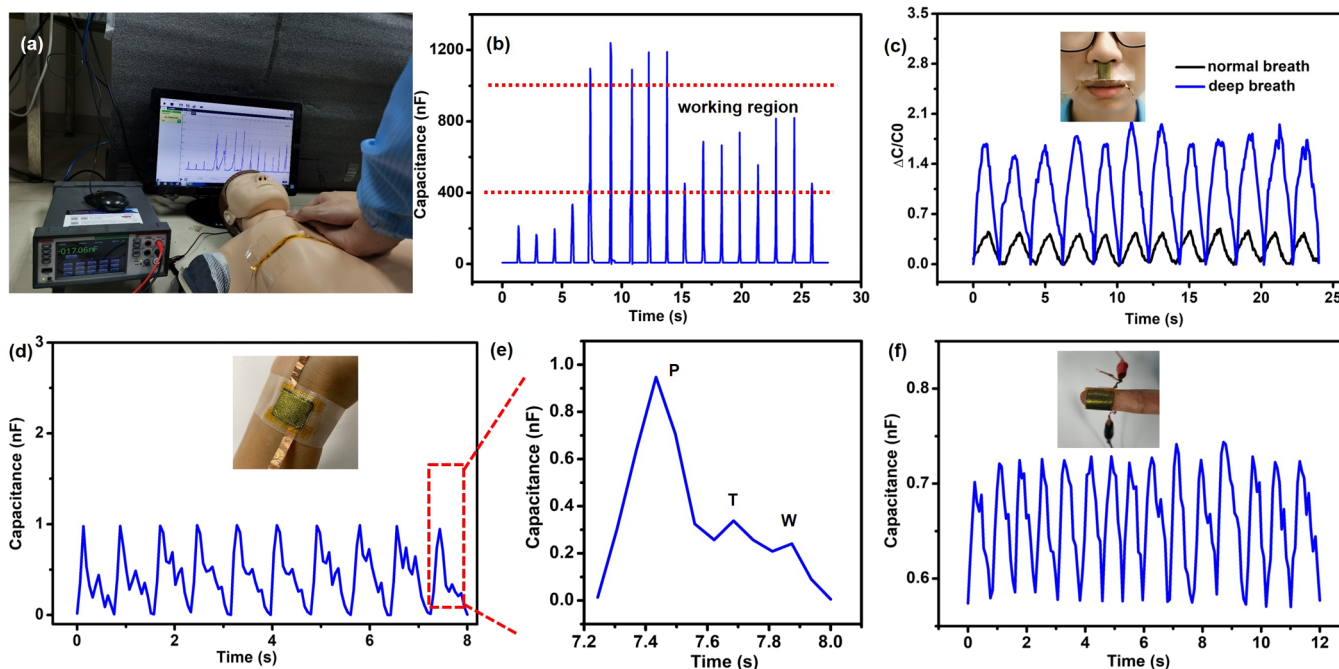 (a)
-017.06nF
(b)
Capacitance (nF)
1200
800
400
0
working region
0 5 10 15 20 25 30
Time (s)
(c)
ΔC/C0
3.5
2.8
2.1
1.4
0.7
0.0
normal breath
deep breath
0 5 10 15 20 25
Time (s)
(d)
Capacitance (nF)
3
2
1
0
0 2 4 6 8
Time (s)
(e)
Capacitance (nF)
1.0
0.8
0.6
0.4
0.2
0.0
P
T
W
7.2 7.4 7.6 7.8 8.0
Time (s)
(f)
Capacitance (nF)
0.8
0.7
0.6
0 2 4 6 8 10 12
Time (s)